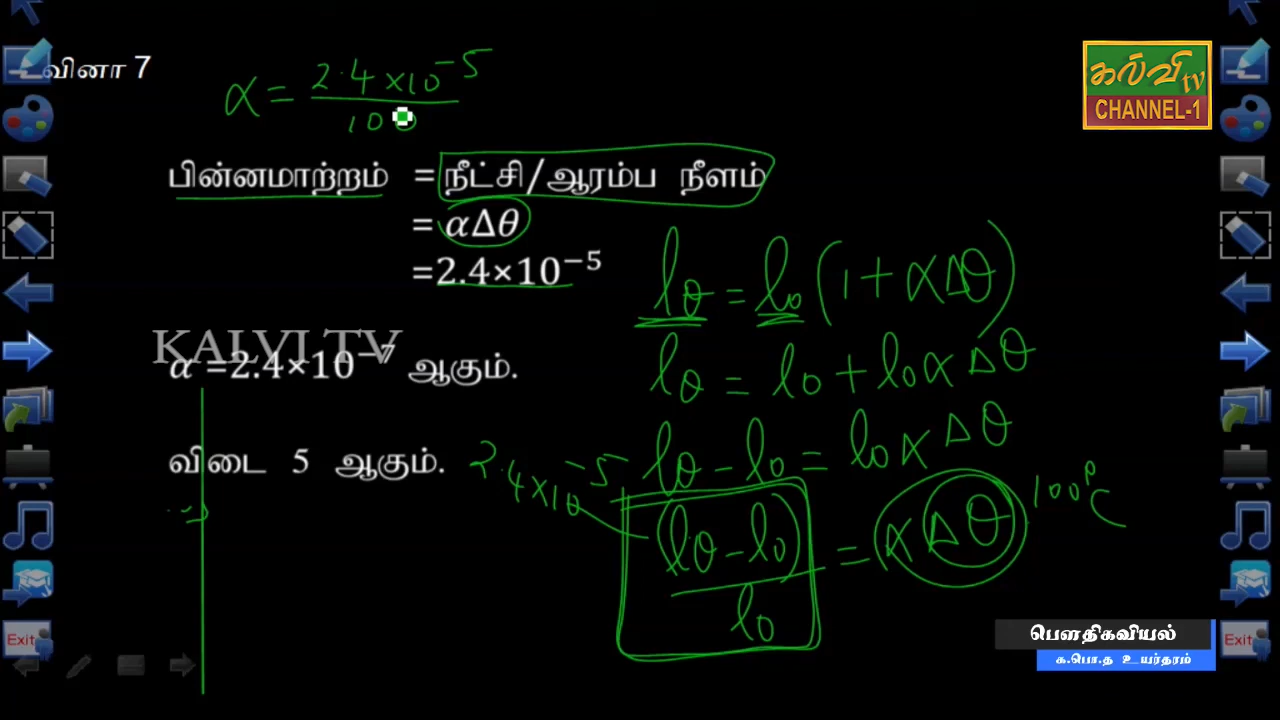 வினா 7
கல்வி tv
CHANNEL-1
α = 2.4×10⁻⁵ / 100
பின்னமாற்றம் = நீட்சி/ஆரம்ப நீளம்
= αΔθ
=2.4×10⁻⁵
lθ = l₀ (1 + αΔθ)
KALVI TV
α =2.4×10⁻⁷ ஆகும்.
lθ = l₀ + l₀αΔθ
விடை 5 ஆகும்.
lθ − l₀ = l₀αΔθ
2.4×10⁻⁵
(lθ − l₀) / l₀ = αΔθ
100°C
Exit
Exit
பௌதிகவியல்
க.பொ.த உயர்தரம்